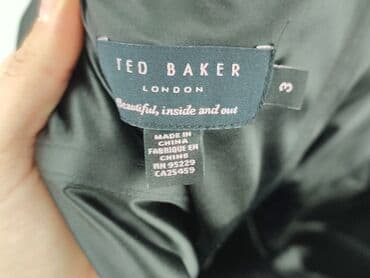 TED BAKER
LONDON
Beautiful, inside and out
3
MADE IN
CHINA
FABRIQUE EN
CHINE
RN 95229
CA25459